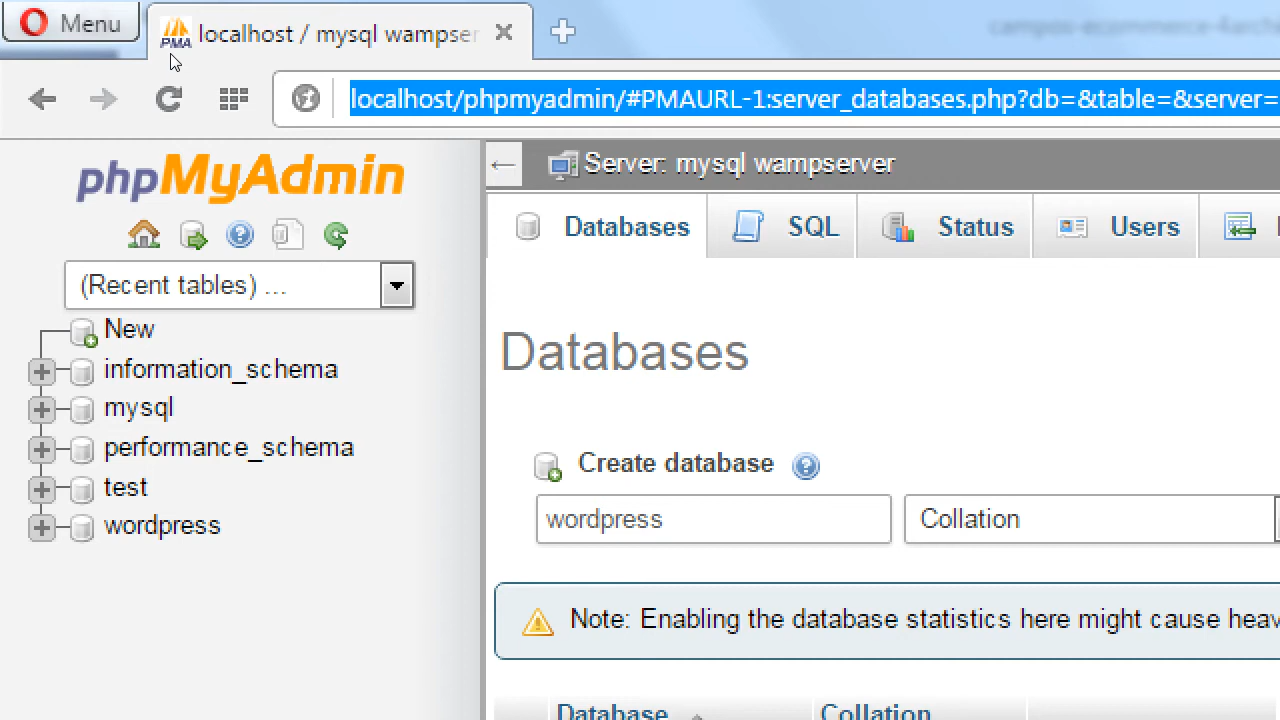 Menu
localhost / mysql wampser
PMA
localhost/phpmyadmin/#PMAURL-1:server_databases.php?db=&table=&server=
phpMyAdmin
Server: mysql wampserver
Databases
SQL
Status
Users
(Recent tables) ...
New
information_schema
mysql
performance_schema
test
wordpress
Databases
Create database
wordpress
Collation
Note: Enabling the database statistics here might cause heav
Database
Collation